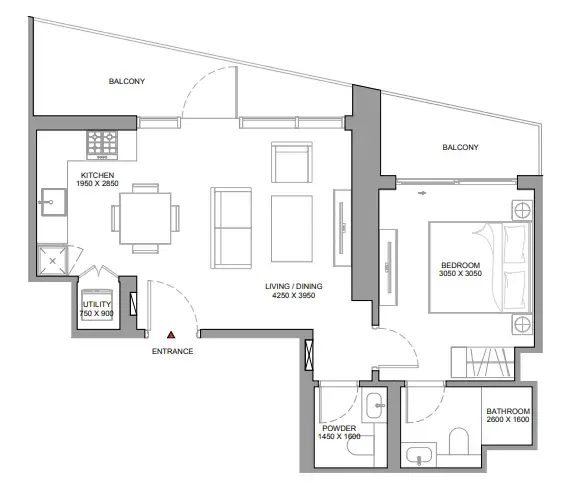 BALCONY
BALCONY
KITCHEN
1950 X 2850
BEDROOM
3050 X 3050
LIVING / DINING
4250 X 3950
UTILITY
750 X 900
ENTRANCE
POWDER
1450 X 1600
BATHROOM
2600 X 1600